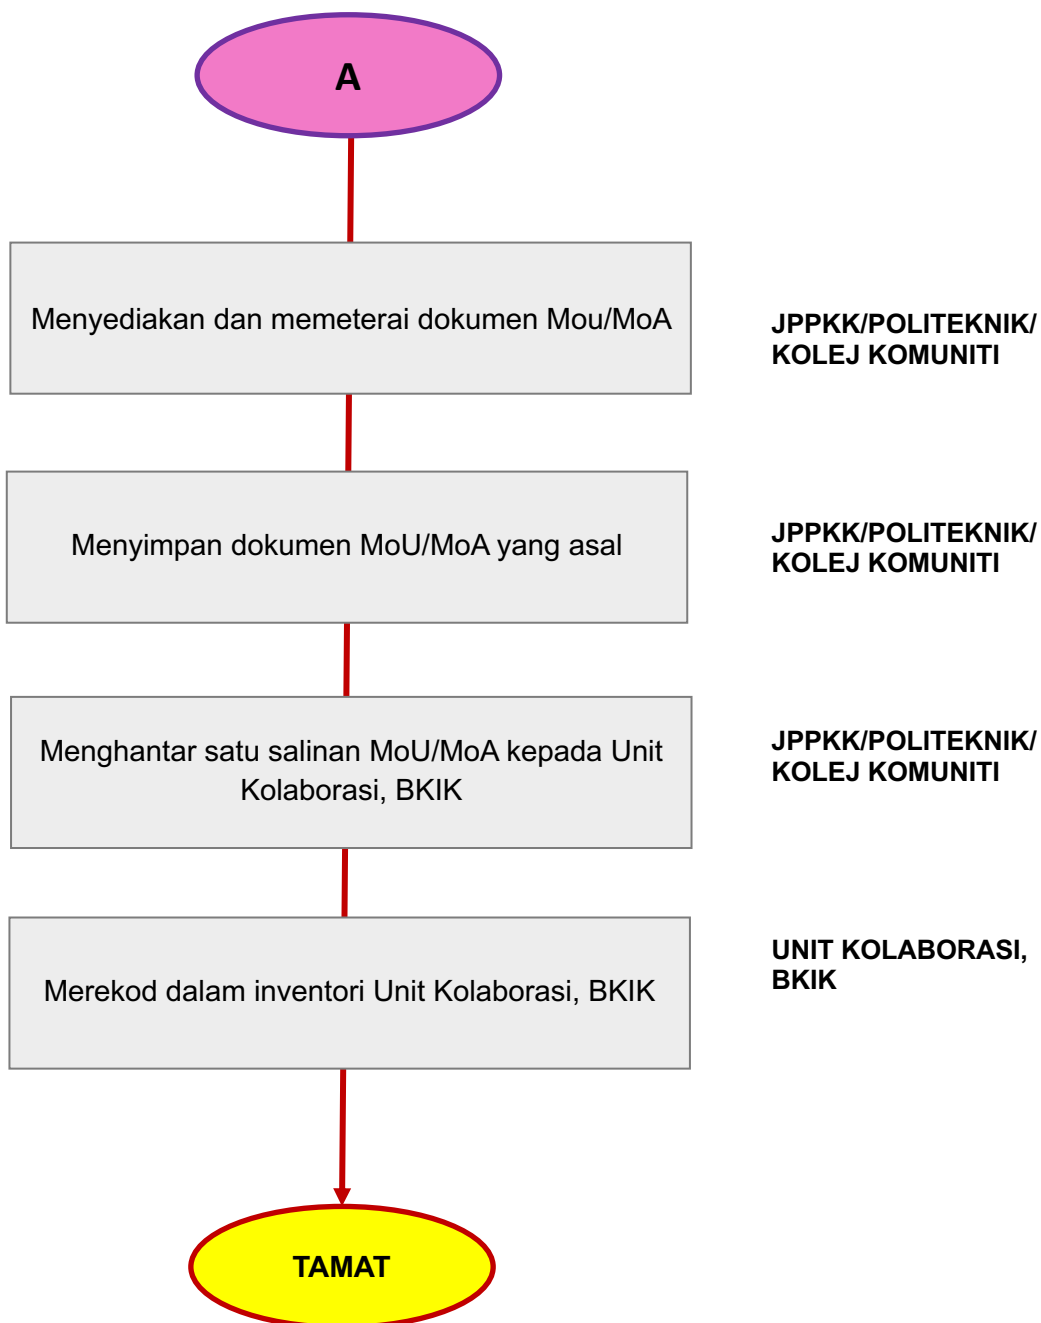 A
Menyediakan dan memeterai dokumen Mou/MoA
JPPKK/POLITEKNIK/
KOLEJ KOMUNITI
Menyimpan dokumen MoU/MoA yang asal
JPPKK/POLITEKNIK/
KOLEJ KOMUNITI
Menghantar satu salinan MoU/MoA kepada Unit
Kolaborasi, BKIK
JPPKK/POLITEKNIK/
KOLEJ KOMUNITI
Merekod dalam inventori Unit Kolaborasi, BKIK
UNIT KOLABORASI,
BKIK
TAMAT